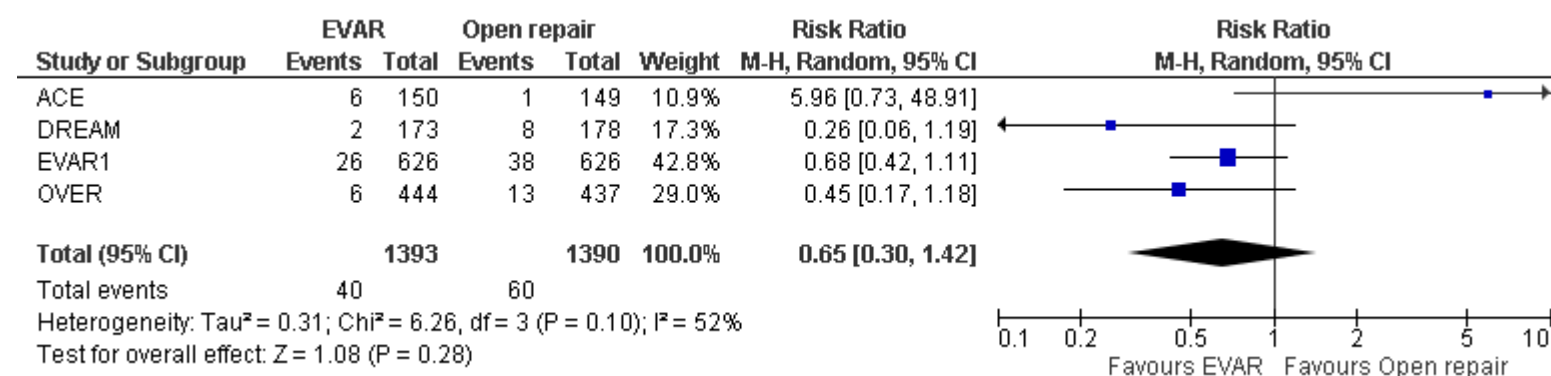 EVAR Open repair Risk Ratio Risk Ratio
Study or Subgroup Events Total Events Total Weight M-H, Random, 95% CI M-H, Random, 95% CI
ACE 6 150 1 149 10.9% 5.96 [0.73, 48.91]
DREAM 2 173 8 178 17.3% 0.26 [0.06, 1.19]
EVAR1 26 626 38 626 42.8% 0.68 [0.42, 1.11]
OVER 6 444 13 437 29.0% 0.45 [0.17, 1.18]
Total (95% CI) 1393 1390 100.0% 0.65 [0.30, 1.42]
Total events 40 60
Heterogeneity: Tau² = 0.31; Chi² = 6.26, df = 3 (P = 0.10); I² = 52%
Test for overall effect: Z = 1.08 (P = 0.28)
0.1 0.2 0.5 1 2 5 10
Favours EVAR Favours Open repair